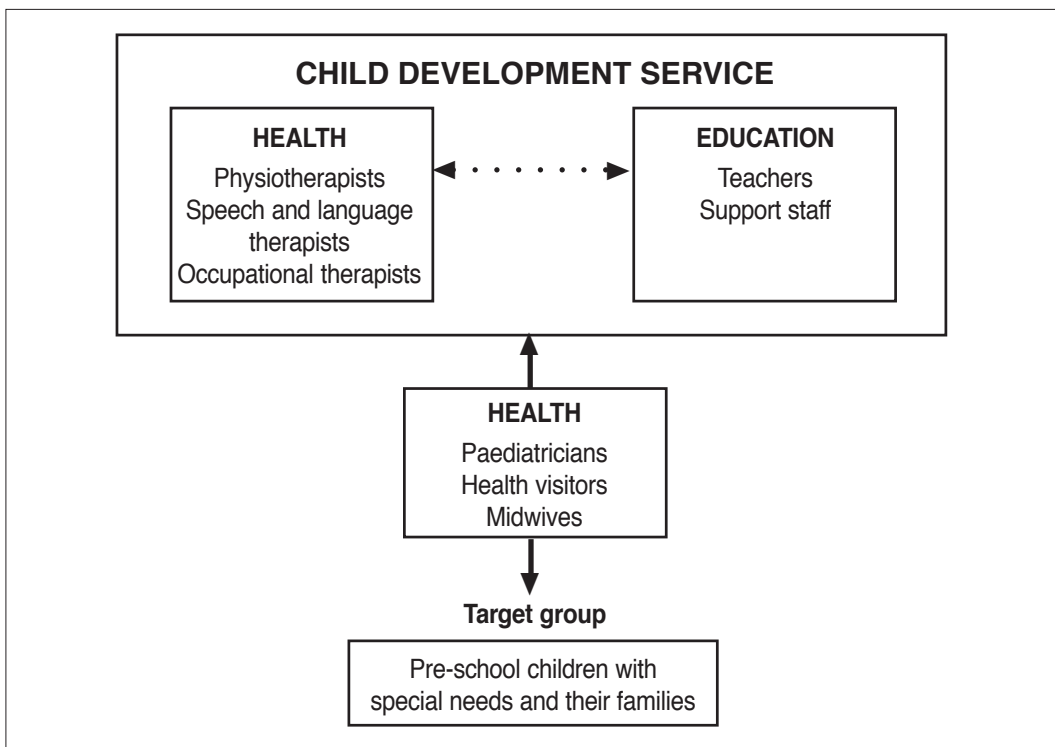 CHILD DEVELOPMENT SERVICE
HEALTH
Physiotherapists
Speech and language
therapists
Occupational therapists
EDUCATION
Teachers
Support staff
HEALTH
Paediatricians
Health visitors
Midwives
Target group
Pre-school children with
special needs and their families